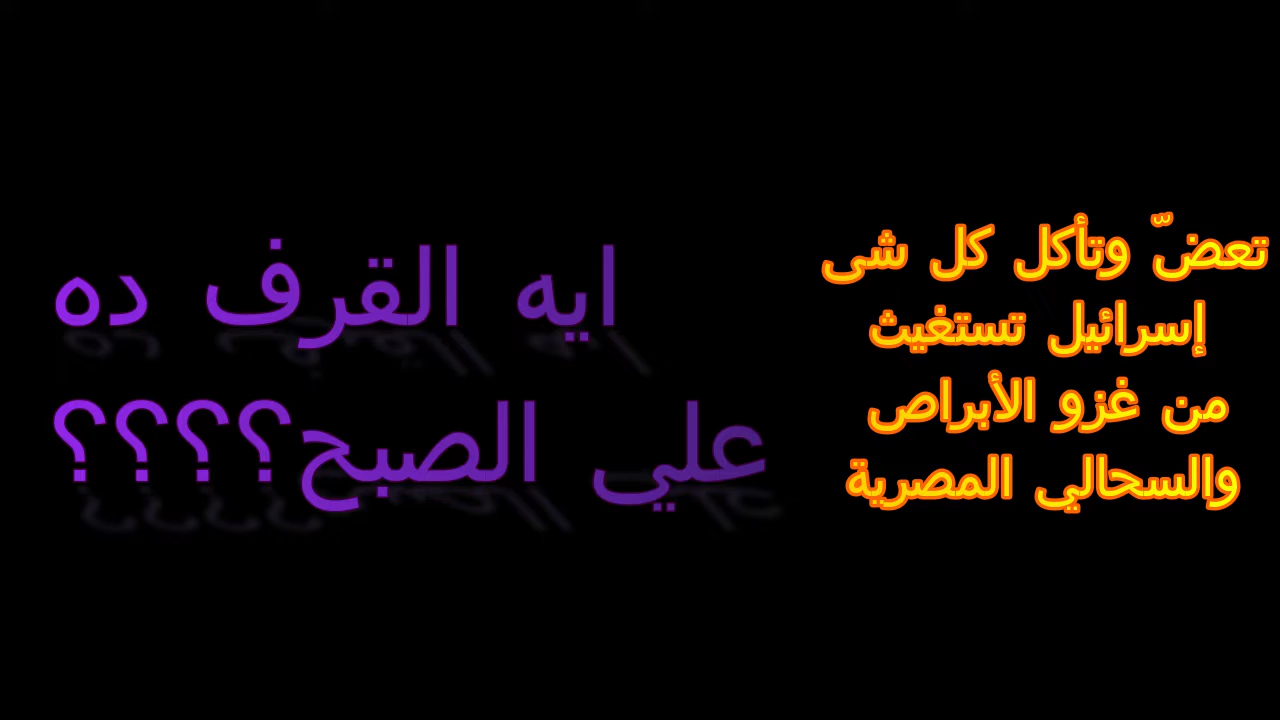 تعضّ وتأكل كل شى
إسرائيل تستغيث
من غزو الأبراص
والسحالي المصرية
ايه القرف ده
علي الصبح؟؟؟؟